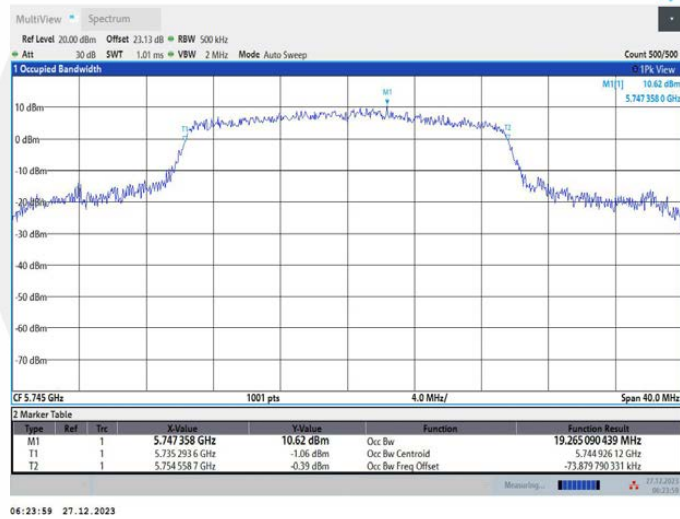 MultiView Spectrum
Ref Level 20.00 dBm Offset 23.13 dB RBW 500 kHz
Att 30 dB SWT 1.01 ms VBW 2 MHz Mode Auto Sweep Count 500/500
1 Occupied Bandwidth 1Pk View
M1[1] 10.62 dBm
5.747 358 0 GHz
M1
10 dBm
T1 T2
0 dBm
-10 dBm
-20 dBm
-30 dBm
-40 dBm
-50 dBm
-60 dBm
-70 dBm
CF 5.745 GHz 1001 pts 4.0 MHz/ Span 40.0 MHz
2 Marker Table
Type Ref Trc X-Value Y-Value Function Function Result
M1 1 5.747 358 GHz 10.62 dBm Occ Bw 19.265 090 439 MHz
T1 1 5.735 293 6 GHz -1.06 dBm Occ Bw Centroid 5.744 926 12 GHz
T2 1 5.754 558 7 GHz -0.39 dBm Occ Bw Freq Offset -73.879 790 331 kHz
Measuring... 27.12.2023
06:23:59
06:23:59 27.12.2023